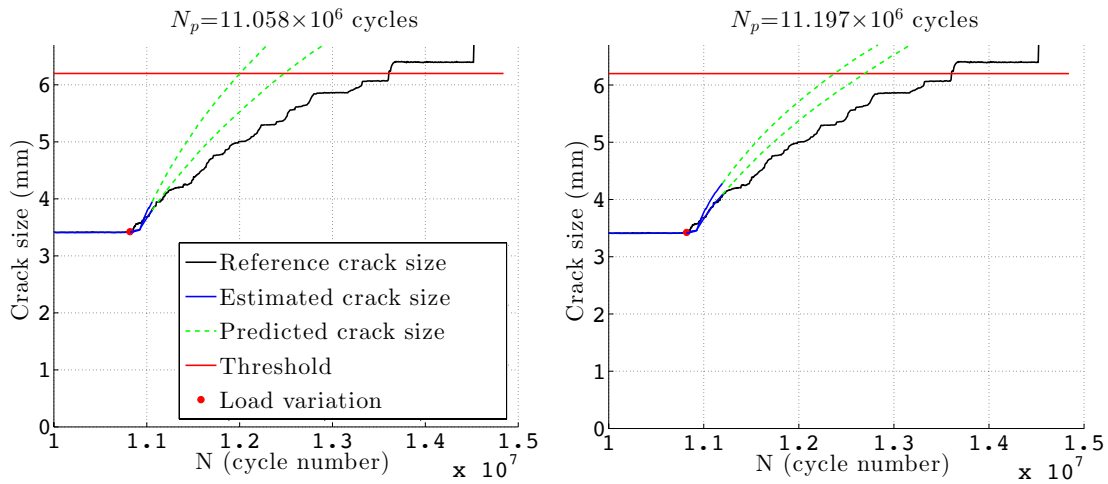 N_p=11.058×10^6 cycles
Crack size (mm)
6
5
4
3
2
1
0
Reference crack size
Estimated crack size
Predicted crack size
Threshold
Load variation
1 1.1 1.2 1.3 1.4 1.5
N (cycle number)
x 10^7
N_p=11.197×10^6 cycles
Crack size (mm)
6
5
4
3
2
1
0
1 1.1 1.2 1.3 1.4 1.5
N (cycle number)
x 10^7